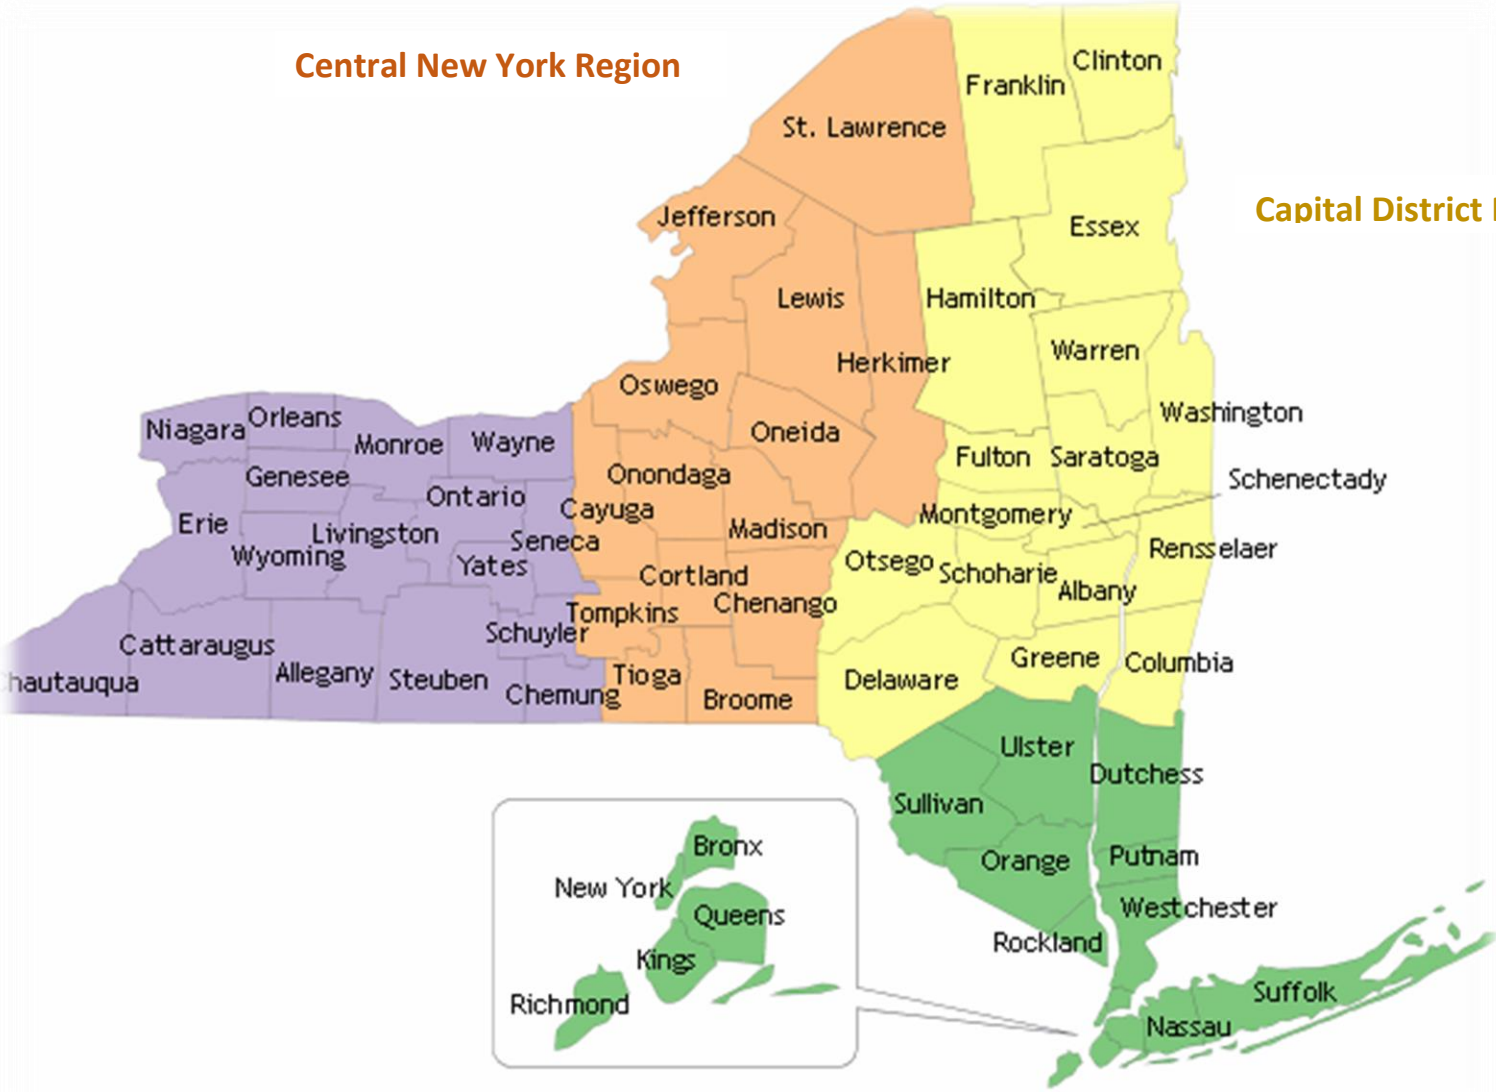 Central New York Region
Clinton
Franklin
St. Lawrence
Capital District
Jefferson
Essex
Lewis
Hamilton
Warren
Herkimer
Oswego
Washington
Orleans
Niagara
Monroe
Wayne
Oneida
Fulton
Saratoga
Genesee
Onondaga
Schenectady
Ontario
Cayuga
Montgomery
Erie
Livingston
Madison
Seneca
Wyoming
Rensselaer
Yates
Otsego
Schoharie
Cortland
Albany
Chenango
Tompkins
Schuyler
Cattaraugus
Greene
Columbia
Allegany
Tioga
Steuben
Delaware
hautauqua
Chemung
Broome
Ulster
Dutchess
Sullivan
Bronx
Putnam
Orange
New York
Westchester
Queens
Rockland
Kings
Suffolk
Richmond
Nassau